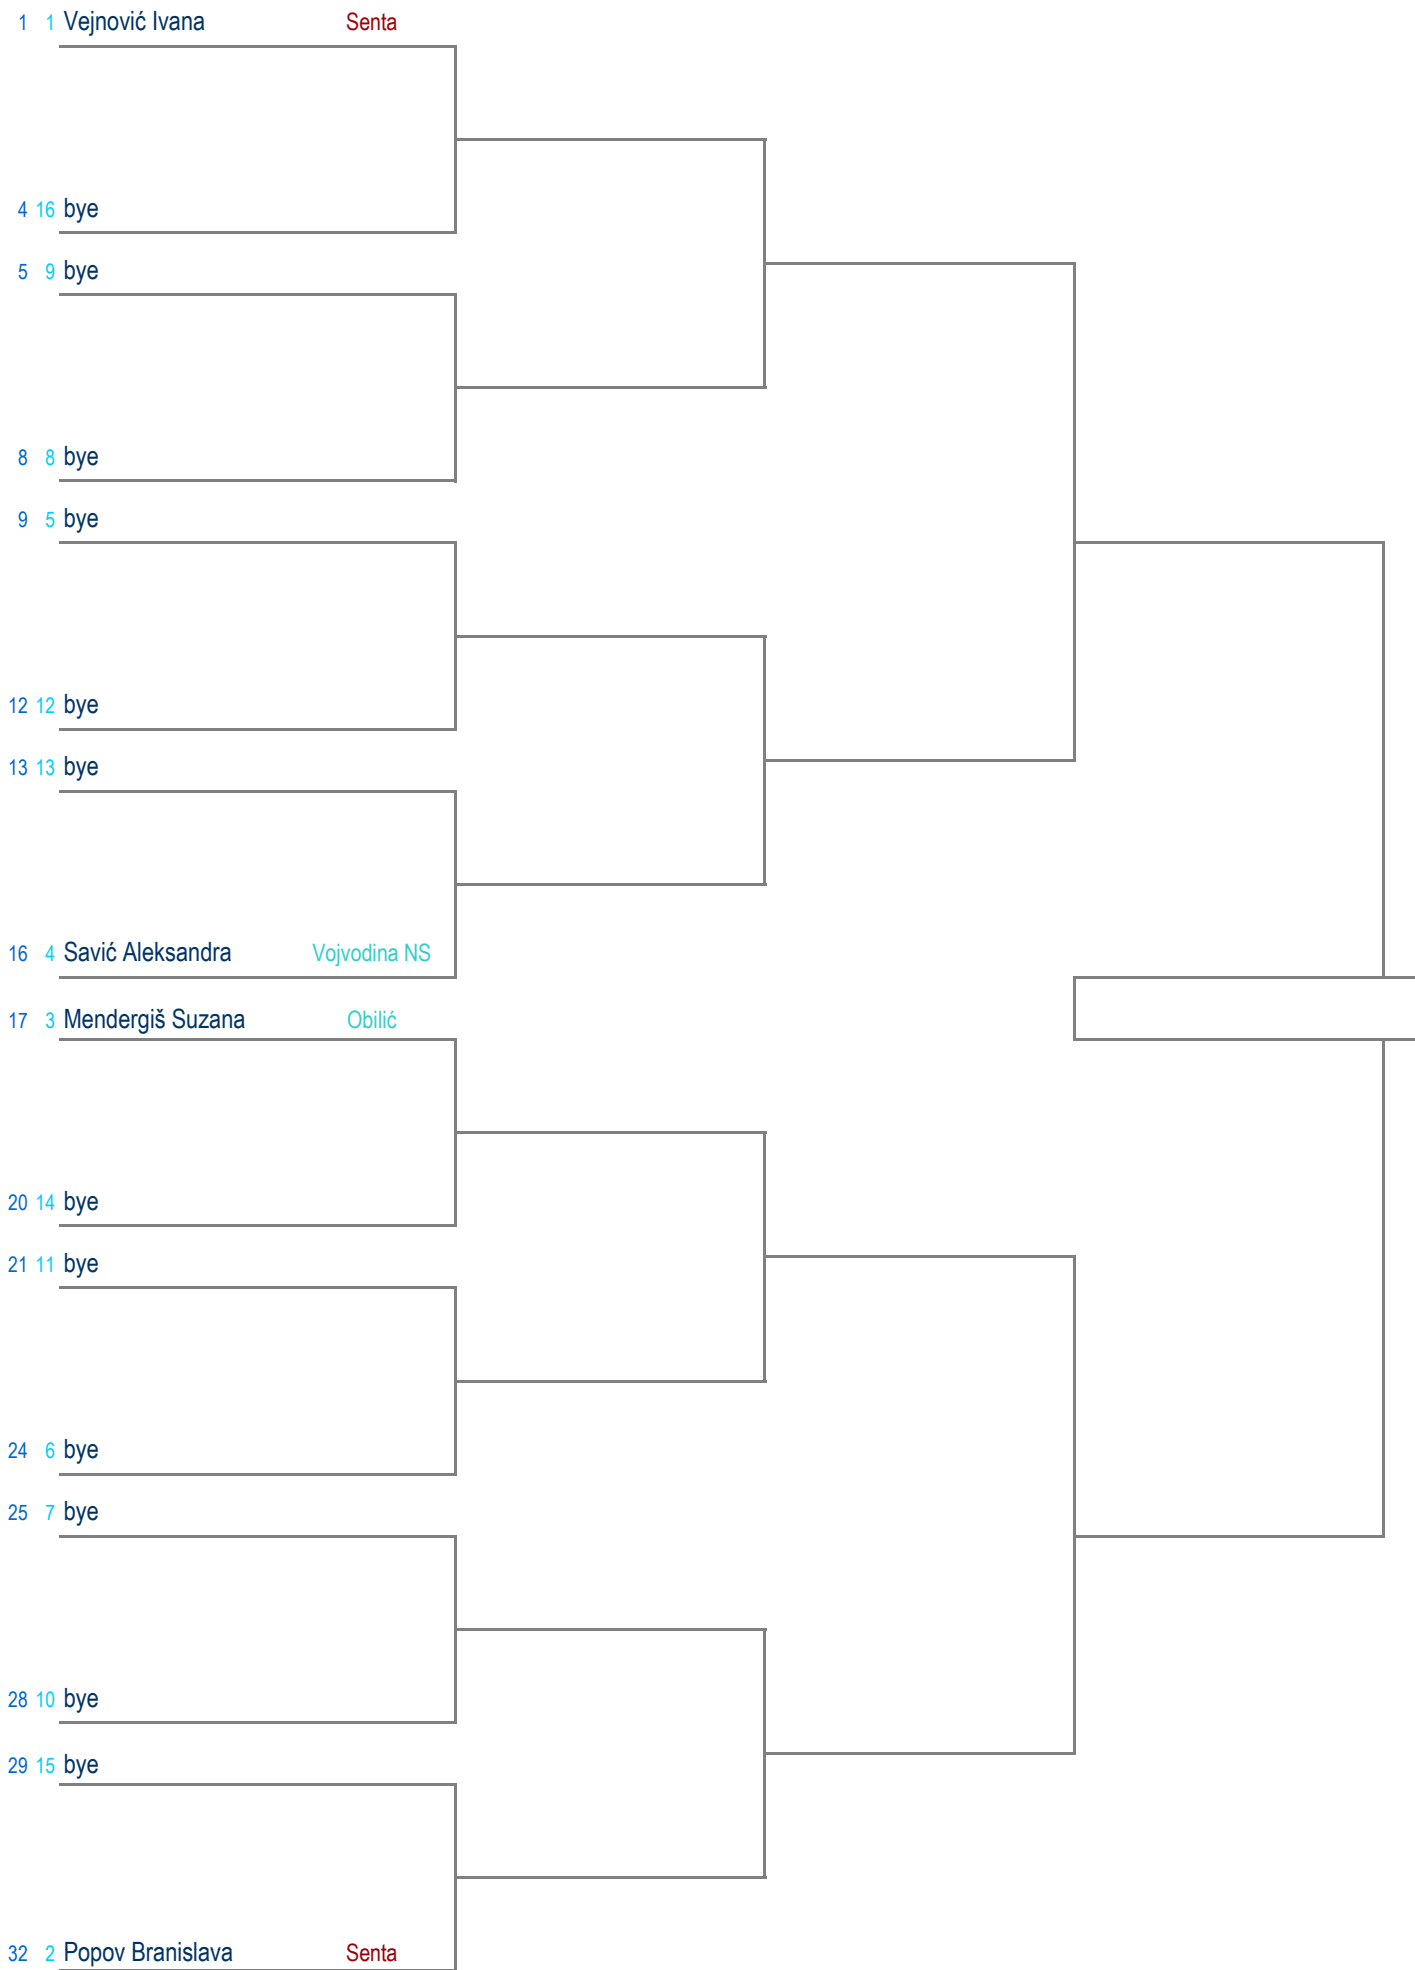 1 1 Vejnović Ivana Senta
4 16 bye
5 9 bye
8 8 bye
9 5 bye
12 12 bye
13 13 bye
16 4 Savić Aleksandra Vojvodina NS
17 3 Mendergiš Suzana Obilić
20 14 bye
21 11 bye
24 6 bye
25 7 bye
28 10 bye
29 15 bye
32 2 Popov Branislava Senta